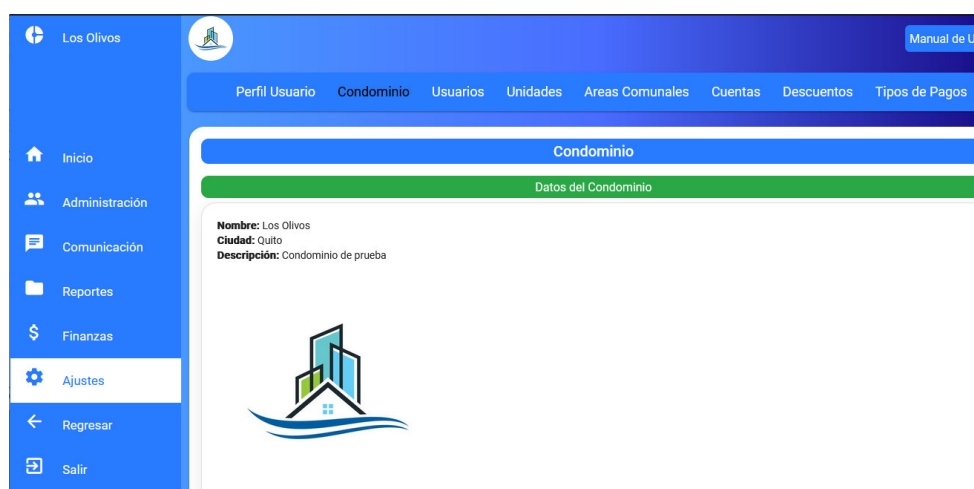 Los Olivos
Manual de U
Perfil Usuario Condominio Usuarios Unidades Areas Comunales Cuentas Descuentos Tipos de Pagos
Inicio
Administración
Comunicación
Reportes
Finanzas
Ajustes
Regresar
Salir
Condominio
Datos del Condominio
Nombre: Los Olivos
Ciudad: Quito
Descripción: Condominio de prueba